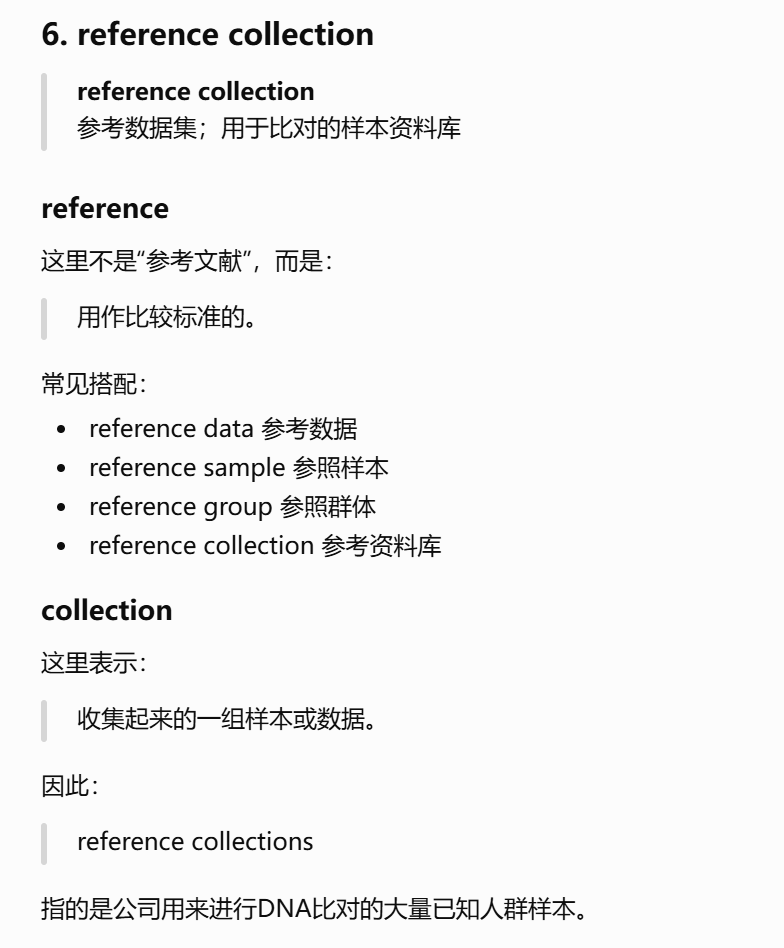 6. reference collection
reference collection
参考数据集；用于比对的样本资料库
reference
这里不是“参考文献”，而是：
用作比较标准的。
常见搭配：
• reference data 参考数据
• reference sample 参照样本
• reference group 参照群体
• reference collection 参考资料库
collection
这里表示：
收集起来的一组样本或数据。
因此：
reference collections
指的是公司用来进行DNA比对的大量已知人群样本。